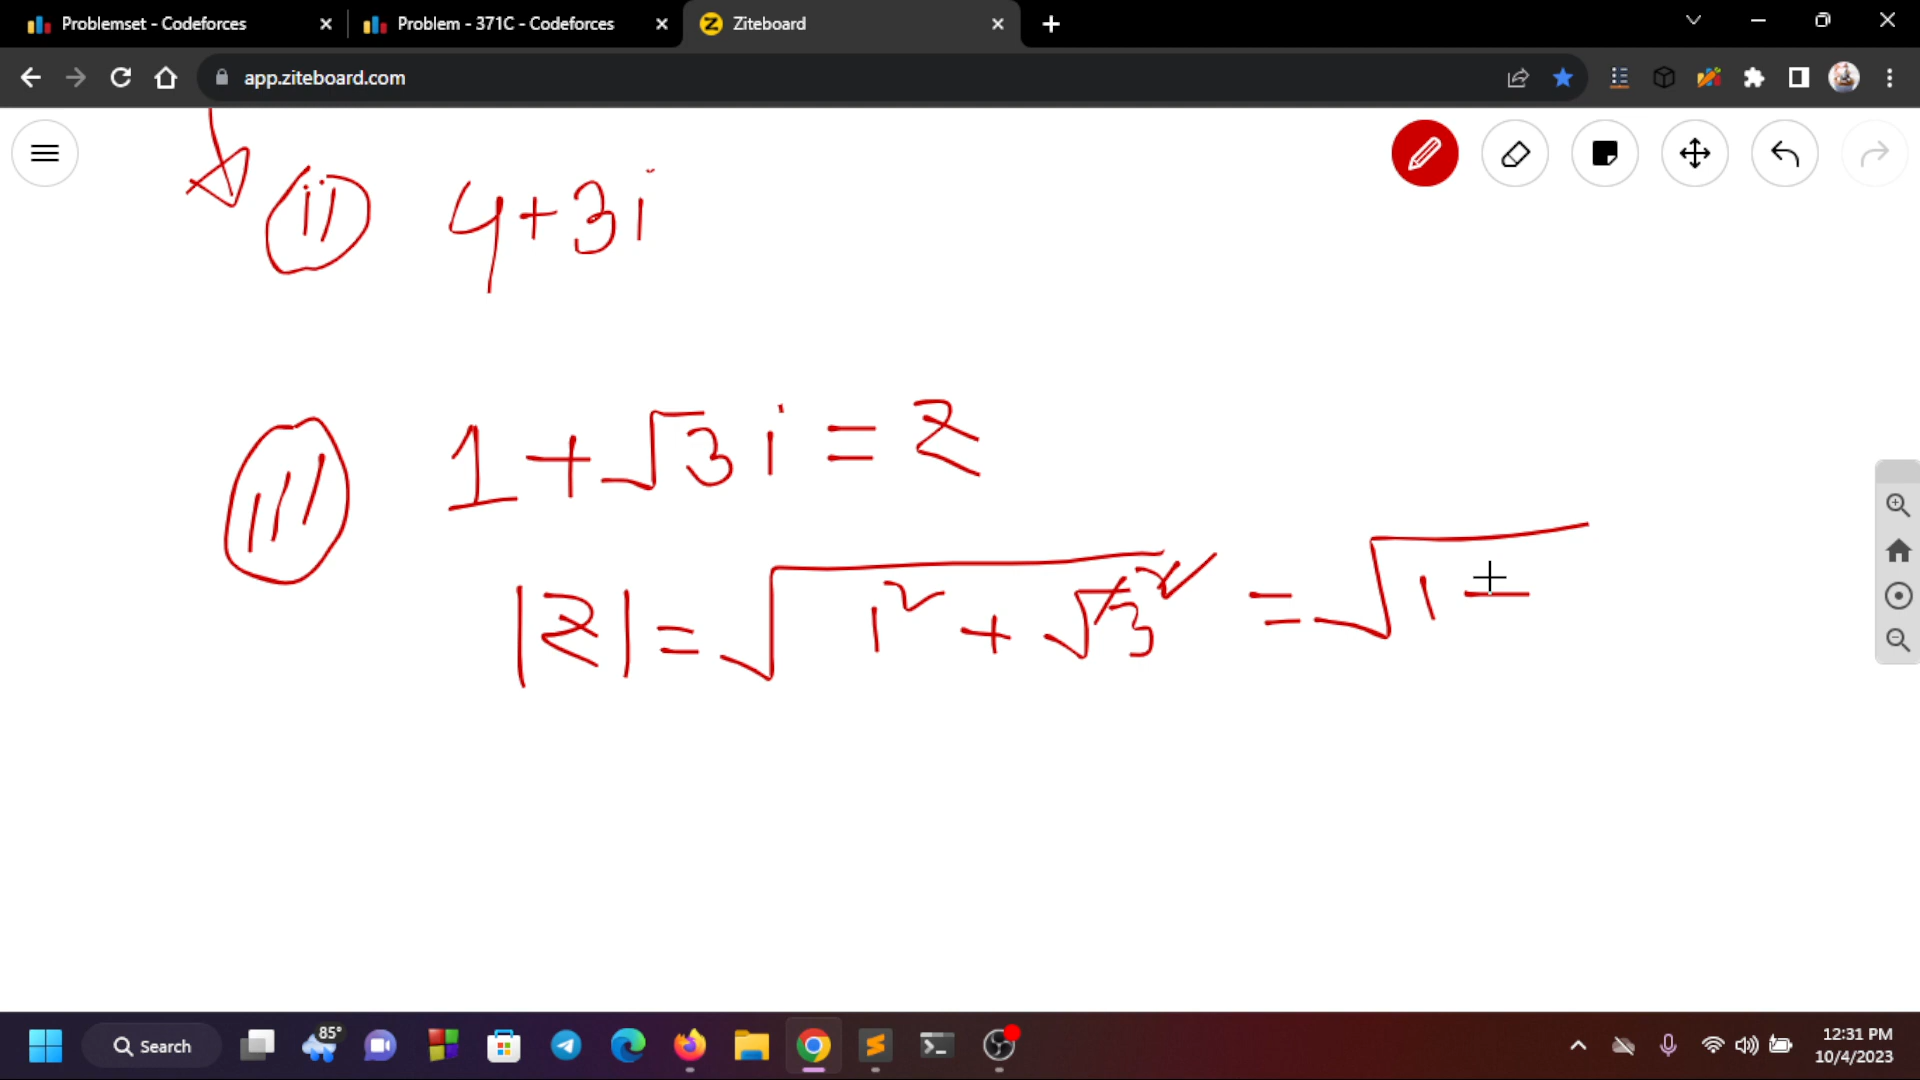 Problemset - Codeforces
Problem - 371C - Codeforces
Ziteboard
app.ziteboard.com
(ii) 4+3i
(iii) 1+√3i = z
|z| = √(1² + √3²) = √(1 -
Search
85°
12:31 PM
10/4/2023